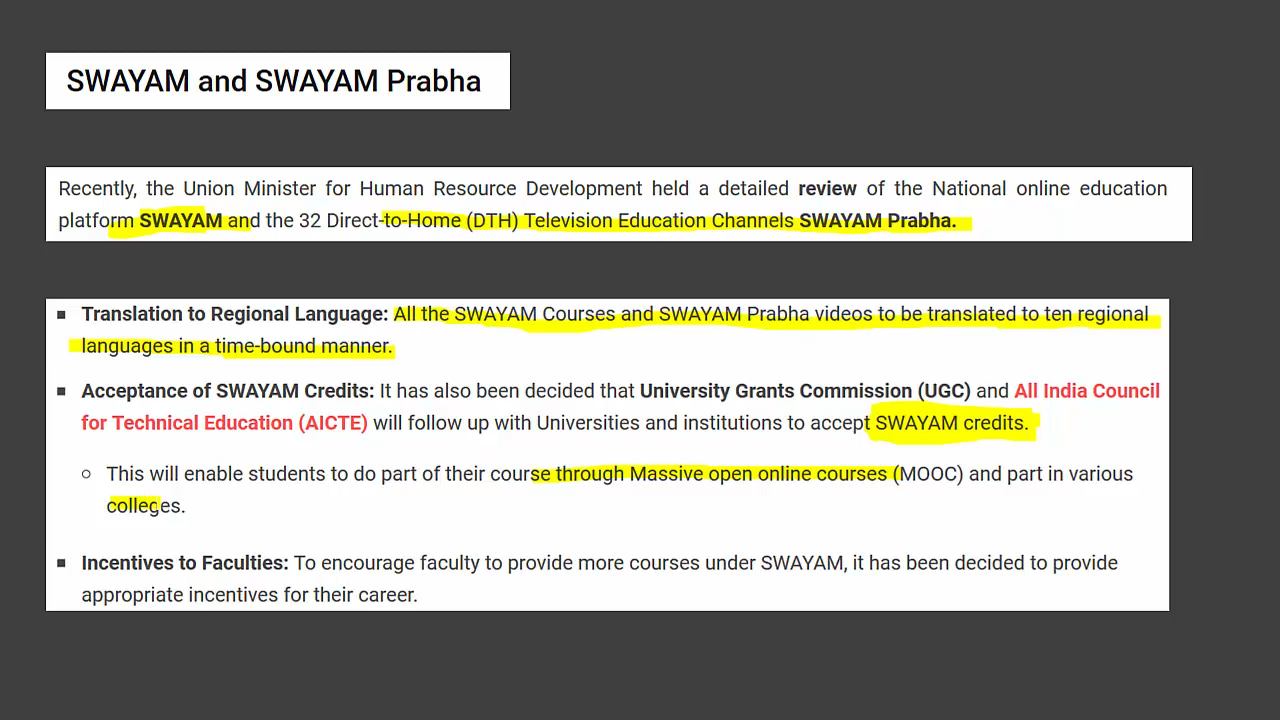 SWAYAM and SWAYAM Prabha
Recently, the Union Minister for Human Resource Development held a detailed review of the National online education
platform SWAYAM and the 32 Direct-to-Home (DTH) Television Education Channels SWAYAM Prabha.
▪ Translation to Regional Language: All the SWAYAM Courses and SWAYAM Prabha videos to be translated to ten regional
languages in a time-bound manner.
▪ Acceptance of SWAYAM Credits: It has also been decided that University Grants Commission (UGC) and All India Council
for Technical Education (AICTE) will follow up with Universities and institutions to accept SWAYAM credits.
○ This will enable students to do part of their course through Massive open online courses (MOOC) and part in various
colleges.
▪ Incentives to Faculties: To encourage faculty to provide more courses under SWAYAM, it has been decided to provide
appropriate incentives for their career.